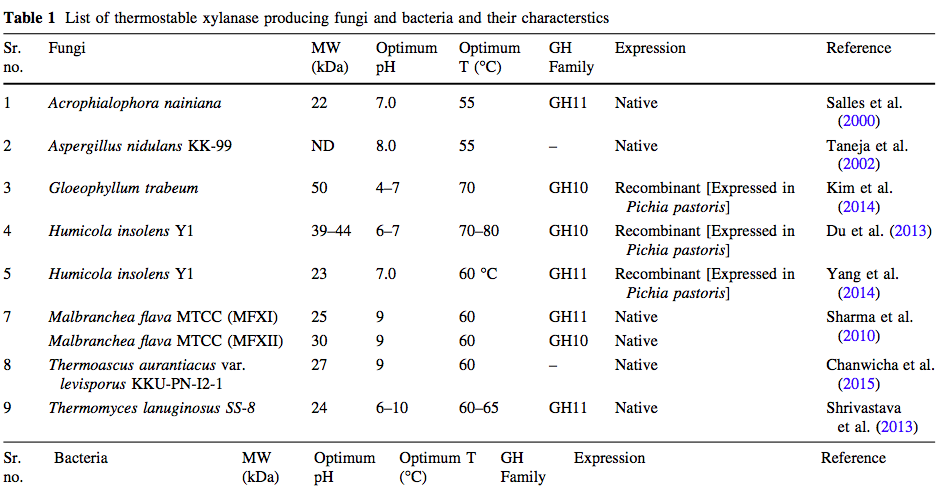 Table 1 List of thermostable xylanase producing fungi and bacteria and their characterstics
Sr. no. Fungi MW (kDa) Optimum pH Optimum T (°C) GH Family Expression Reference
1 Acrophialophora nainiana 22 7.0 55 GH11 Native Salles et al. (2000)
2 Aspergillus nidulans KK-99 ND 8.0 55 – Native Taneja et al. (2002)
3 Gloeophyllum trabeum 50 4–7 70 GH10 Recombinant [Expressed in Pichia pastoris] Kim et al. (2014)
4 Humicola insolens Y1 39–44 6–7 70–80 GH10 Recombinant [Expressed in Pichia pastoris] Du et al. (2013)
5 Humicola insolens Y1 23 7.0 60 °C GH11 Recombinant [Expressed in Pichia pastoris] Yang et al. (2014)
7 Malbranchea flava MTCC (MFXI) 25 9 60 GH11 Native Sharma et al. (2010)
Malbranchea flava MTCC (MFXII) 30 9 60 GH10 Native
8 Thermoascus aurantiacus var. levisporus KKU-PN-I2-1 27 9 60 – Native Chanwicha et al. (2015)
9 Thermomyces lanuginosus SS-8 24 6–10 60–65 GH11 Native Shrivastava et al. (2013)
Sr. no. Bacteria MW (kDa) Optimum pH Optimum T (°C) GH Family Expression Reference